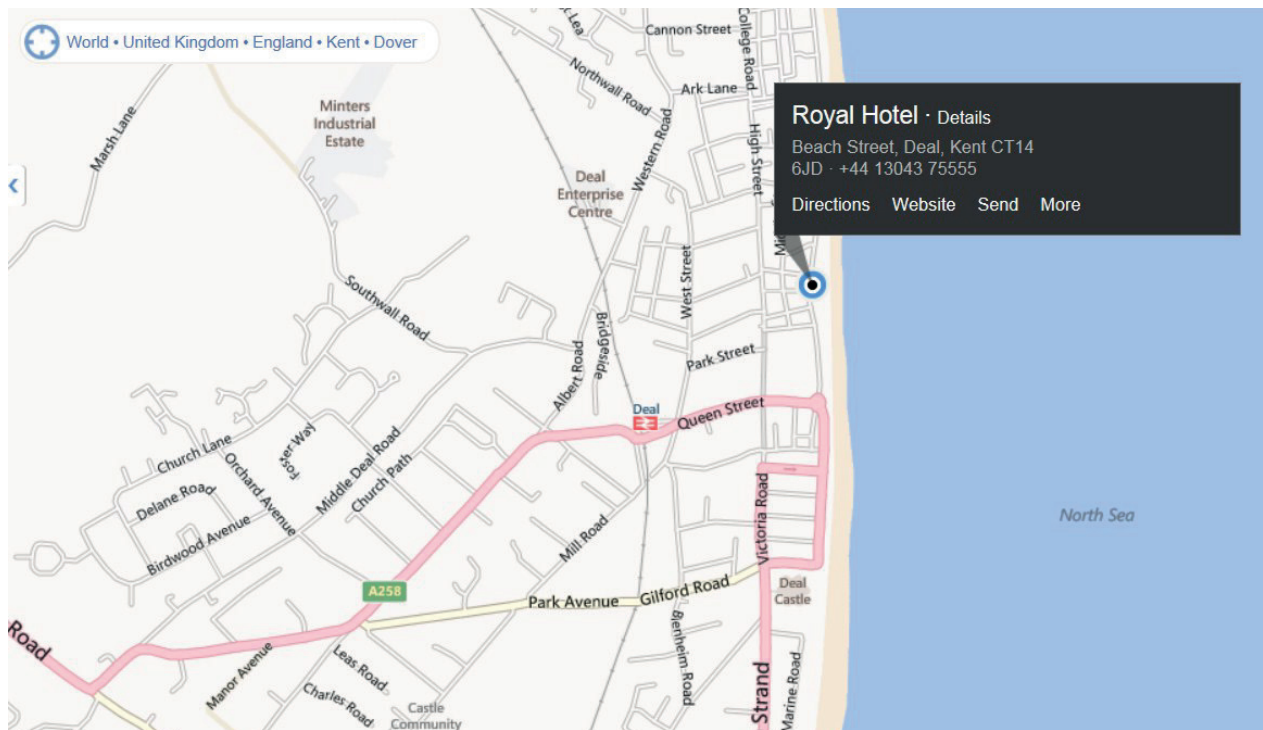 World • United Kingdom • England • Kent • Dover
Cannon Street
College Road
Northwall Road
Ark Lane
Marsh Lane
Minters
Industrial
Estate
Western Road
High Street
Royal Hotel · Details
Beach Street, Deal, Kent CT14
6JD · +44 13043 75555
Directions Website Send More
Deal
Enterprise
Centre
West Street
Southwall Road
Bridgeside
Park Street
Albert Road
Deal
Queen Street
Church Lane
Middle Deal Road
Church Path
Orchard Avenue
Delane Road
Birdwood Avenue
Mill Road
Victoria Road
North Sea
A258
Park Avenue
Gilford Road
Deal
Castle
Blenheim Road
Road
Manor Avenue
Leas Road
Charles Road
Castle
Community
Strand
Marine Road